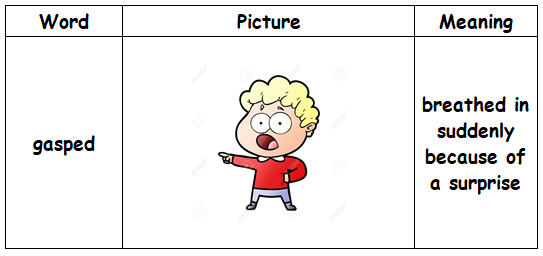 Word Picture Meaning
gasped
breathed in
suddenly
because of
a surprise